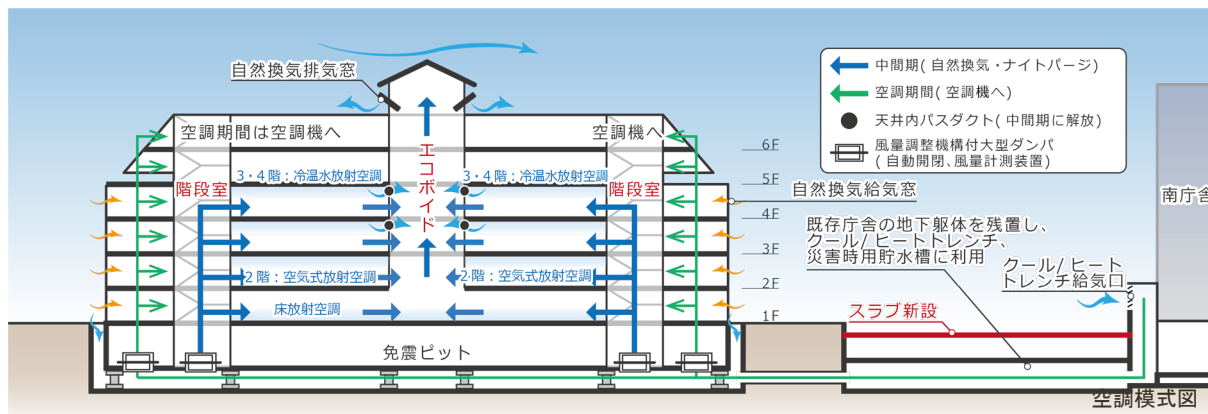 自然換気排気窓
空調期間は空調機へ
空調機へ
エコボイド
階段室
3・4階:冷温水放射空調
3・4階:冷温水放射空調
階段室
2階:空気式放射空調
2階:空気式放射空調
床放射空調
免震ピット
6F
5F
4F
3F
2F
1F
中間期(自然換気・ナイトパージ)
空調期間(空調機へ)
天井内パスダクト(中間期に解放)
風量調整機構付大型ダンパ
(自動開閉、風量計測装置)
自然換気給気窓
既存庁舎の地下躯体を残置し、
クール/ヒートトレンチ、
災害時用貯水槽に利用
クール/ヒート
トレンチ給気口
スラブ新設
南庁舎
空調模式図